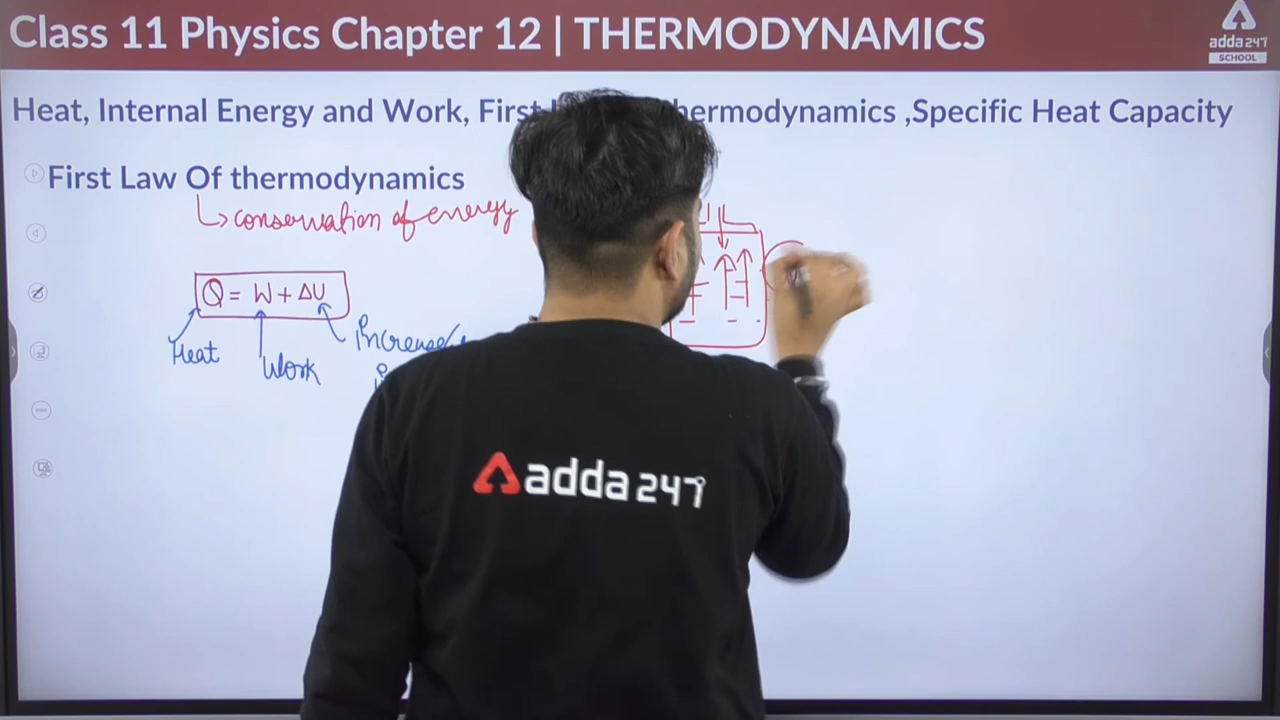 Class 11 Physics Chapter 12 | THERMODYNAMICS
adda247
SCHOOL
Heat, Internal Energy and Work, First hermodynamics ,Specific Heat Capacity
First Law Of thermodynamics
↳ conservation of energy
Q = W + ΔU
Heat
Work
Increase
adda247